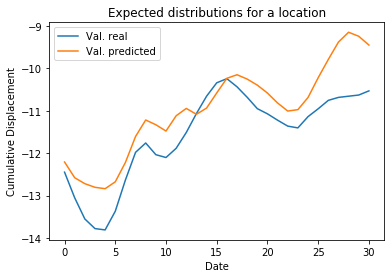 Expected distributions for a location
Val. real
Val. predicted
Cumulative Displacement
−9
−10
−11
−12
−13
−14
0
5
10
15
20
25
30
Date